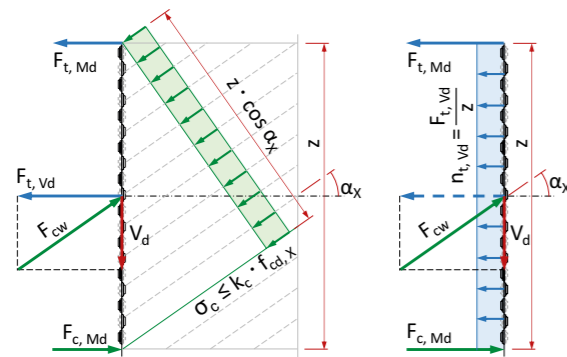 F_t, Md
z · cos α_X
z
F_t, Vd
F_cw
V_d
α_X
σ_c ≤ k_c · f_cd, X
F_c, Md
F_t, Md
n_t, Vd = F_t, Vd / z
z
α_X
F_cw
V_d
F_c, Md